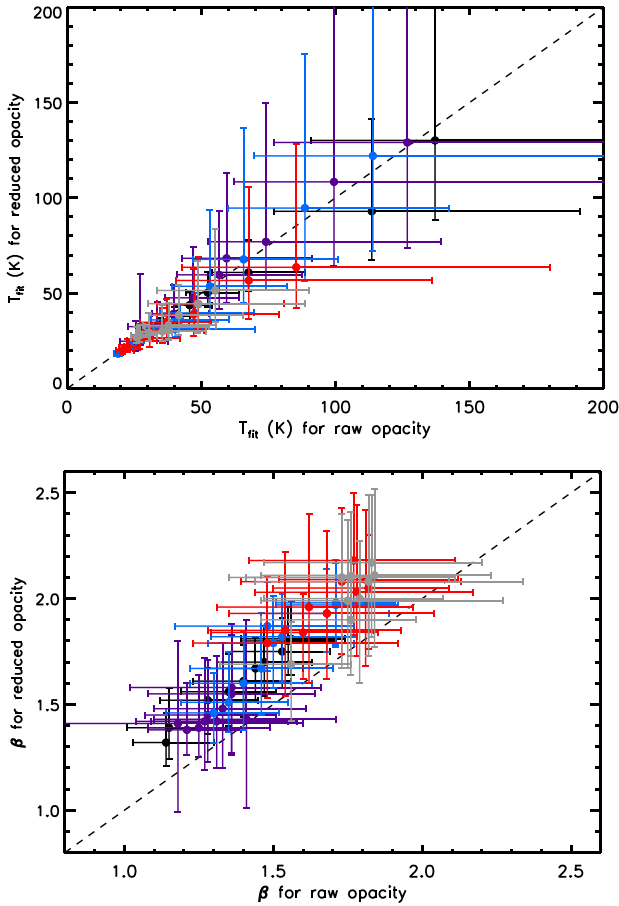 200
150
100
50
0
T_fit (K) for reduced opacity
0 50 100 150 200
T_fit (K) for raw opacity
2.5
2.0
1.5
1.0
β for reduced opacity
1.0 1.5 2.0 2.5
β for raw opacity